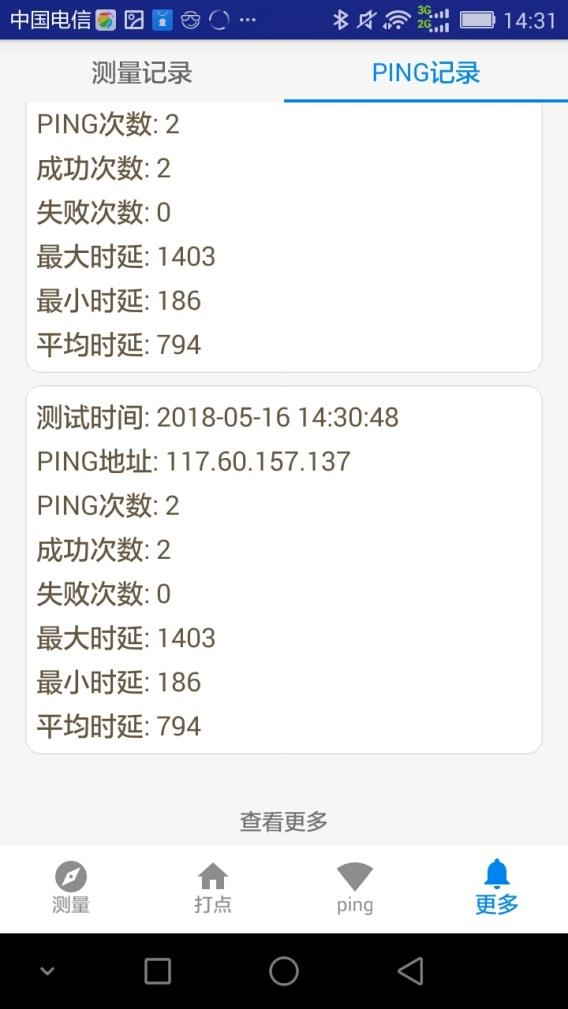 中国电信
3G
2G
14:31
测量记录
PING记录
PING次数: 2
成功次数: 2
失败次数: 0
最大时延: 1403
最小时延: 186
平均时延: 794
测试时间: 2018-05-16 14:30:48
PING地址: 117.60.157.137
PING次数: 2
成功次数: 2
失败次数: 0
最大时延: 1403
最小时延: 186
平均时延: 794
查看更多
测量
打点
ping
更多